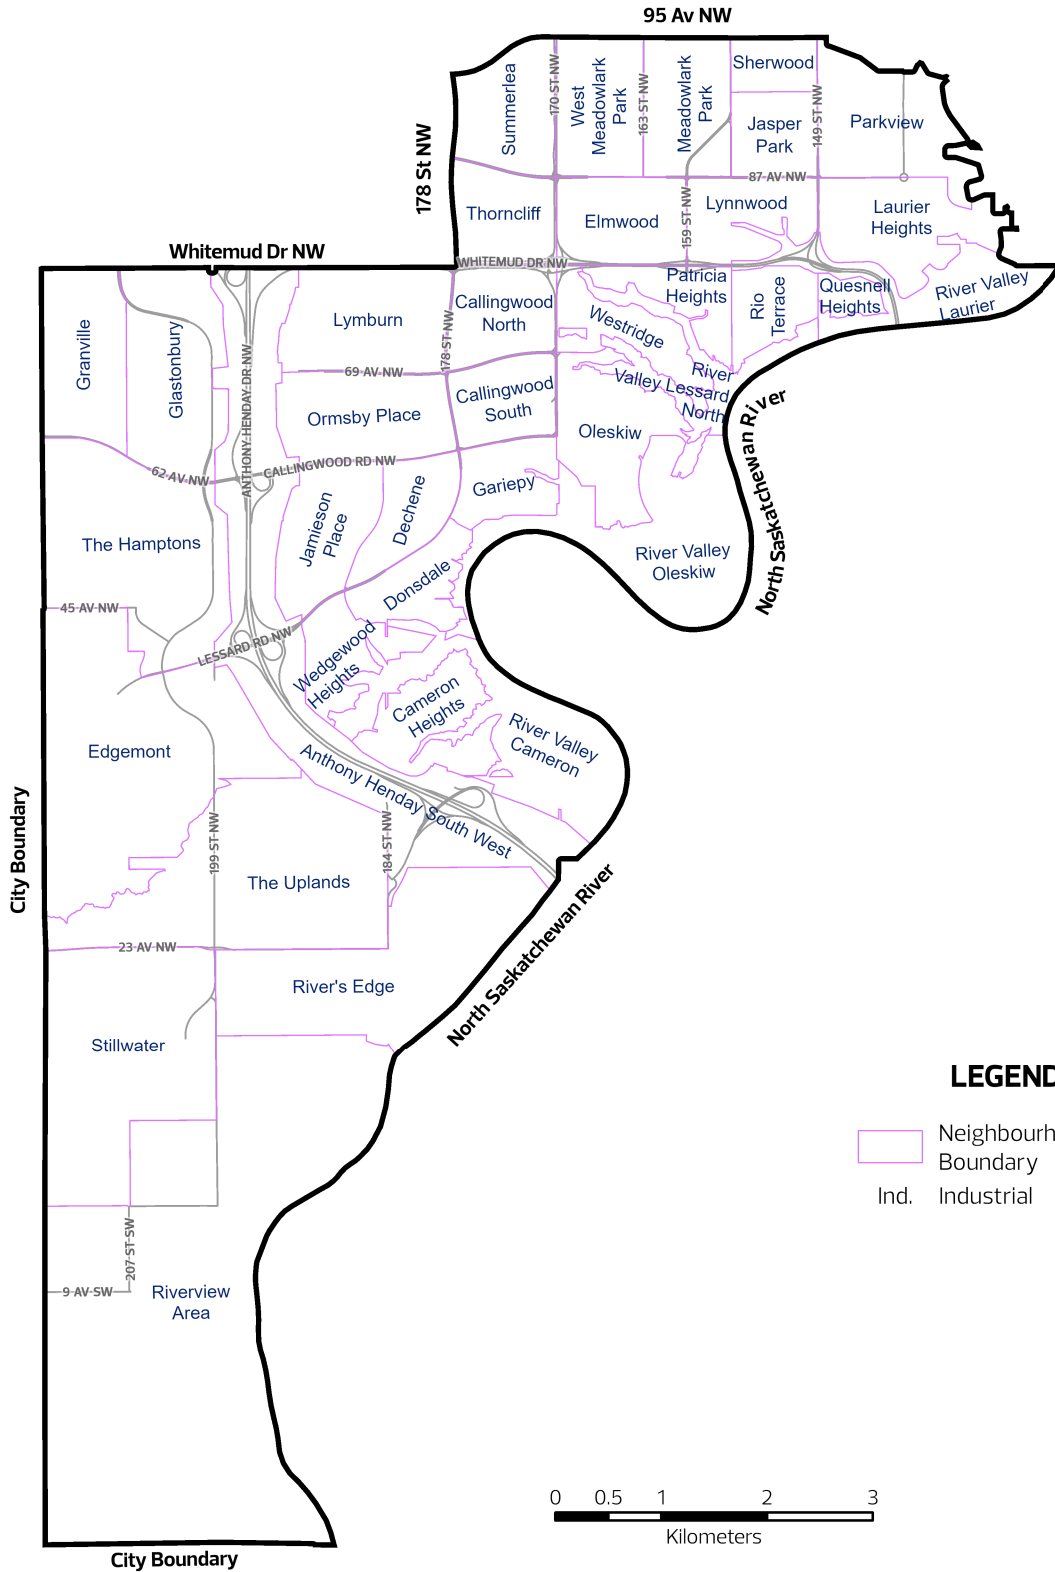 95 Av NW
Sherwood
Summerlea
170 ST NW
West
Meadowlark
Park
163 ST NW
Meadowlark
Park
149 ST NW
Jasper
Park
Parkview
178 St NW
87 AV NW
Thorncliff
Elmwood
159 ST NW
Lynnwood
Laurier
Heights
Whitemud Dr NW
WHITEMUD DR NW
Patricia
Heights
Rio
Terrace
Quesnell
Heights
River Valley
Laurier
Granville
Glastonbury
ANTHONY HENDAY DR NW
Lymburn
178 ST NW
Callingwood
North
Westridge
69 AV NW
River
Valley Lessard
North
Ormsby Place
Callingwood
South
Oleskiw
North Saskatchewan River
62 AV NW
CALLINGWOOD RD NW
Gariepy
Jamieson
Place
Dechene
The Hamptons
River Valley
Oleskiw
Donsdale
45 AV NW
LESSARD RD NW
Wedgewood
Heights
Cameron
Heights
River Valley
Cameron
Edgemont
Anthony Henday South West
City Boundary
199 ST NW
184 ST NW
The Uplands
North Saskatchewan River
23 AV NW
River's Edge
Stillwater
LEGEND
Neighbourh
Boundary
Ind. Industrial
207 ST SW
9 AV SW
Riverview
Area
0 0.5 1 2 3
Kilometers
City Boundary